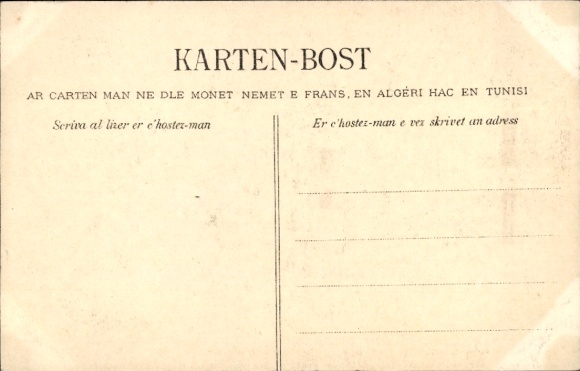 KARTEN-BOST
AR CARTEN MAN NE DLE MONET NEMET E FRANS, EN ALGÉRI HAC EN TUNISI
Scriva al lizer er c'hostez-man
Er c'hostez-man e vez skrivet an adress